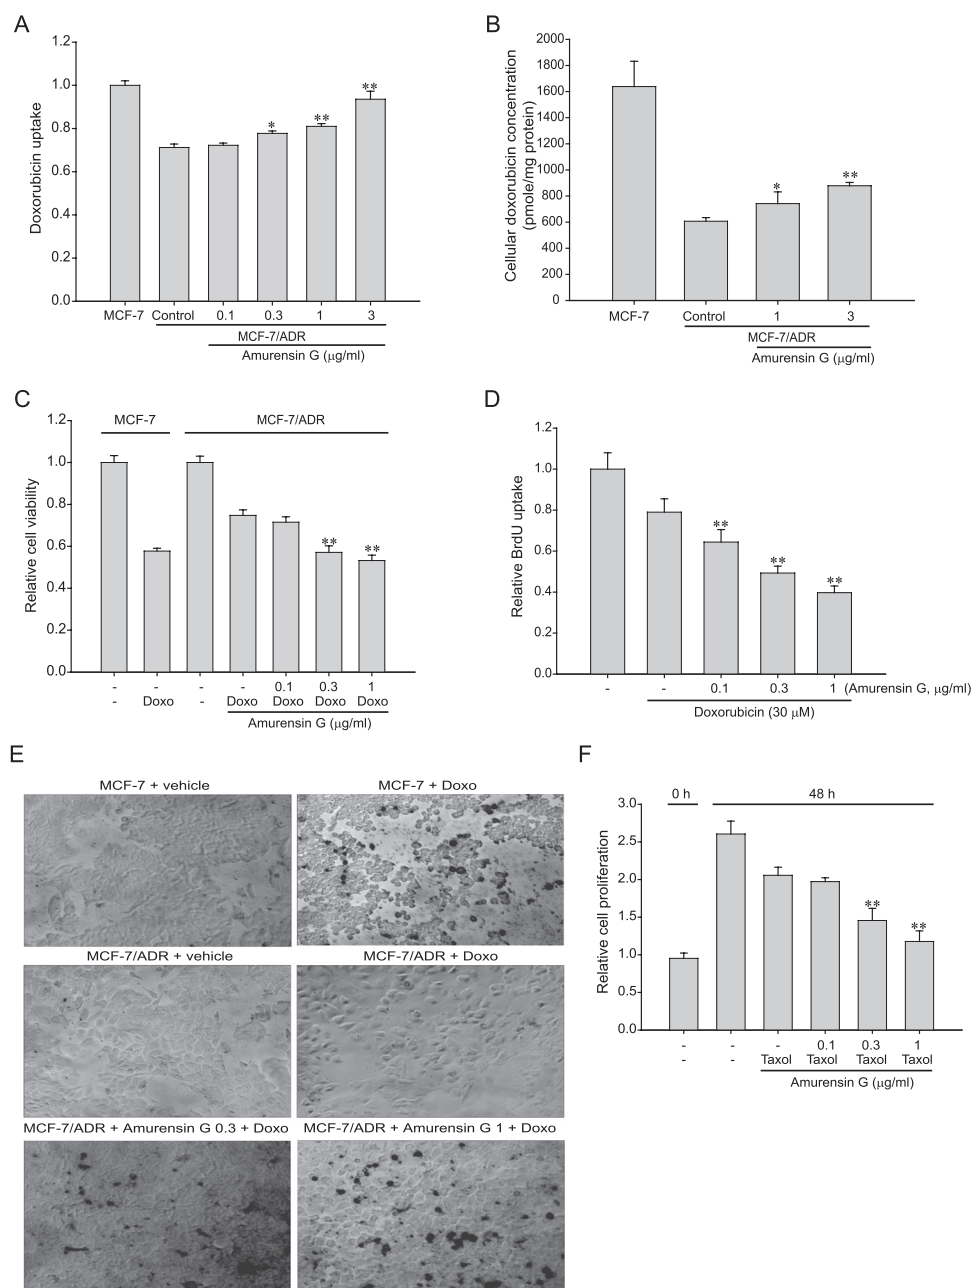 A
Doxorubicin uptake
1.2
1.0
0.8
0.6
0.4
0.2
0.0
*
**
**
MCF-7 Control 0.1 0.3 1 3
MCF-7/ADR
Amurensin G (μg/ml)
B
Cellular doxorubicin concentration
(pmole/mg protein)
2000
1800
1600
1400
1200
1000
800
600
400
200
0
*
**
MCF-7 Control 1 3
MCF-7/ADR
Amurensin G (μg/ml)
C
Relative cell viability
1.2
1.0
0.8
0.6
0.4
0.2
0.0
MCF-7 MCF-7/ADR
**
**
- - - - 0.1 0.3 1
- Doxo - Doxo Doxo Doxo Doxo
Amurensin G (μg/ml)
D
Relative BrdU uptake
1.2
1.0
0.8
0.6
0.4
0.2
0.0
**
**
**
- - 0.1 0.3 1 (Amurensin G, μg/ml)
Doxorubicin (30 μM)
E
MCF-7 + vehicle MCF-7 + Doxo
MCF-7/ADR + vehicle MCF-7/ADR + Doxo
MCF-7/ADR + Amurensin G 0.3 + Doxo MCF-7/ADR + Amurensin G 1 + Doxo
F
Relative cell proliferation
0 h 48 h
3.0
2.5
2.0
1.5
1.0
0.5
0.0
**
**
- - - 0.1 0.3 1
- - Taxol Taxol Taxol Taxol
Amurensin G (μg/ml)